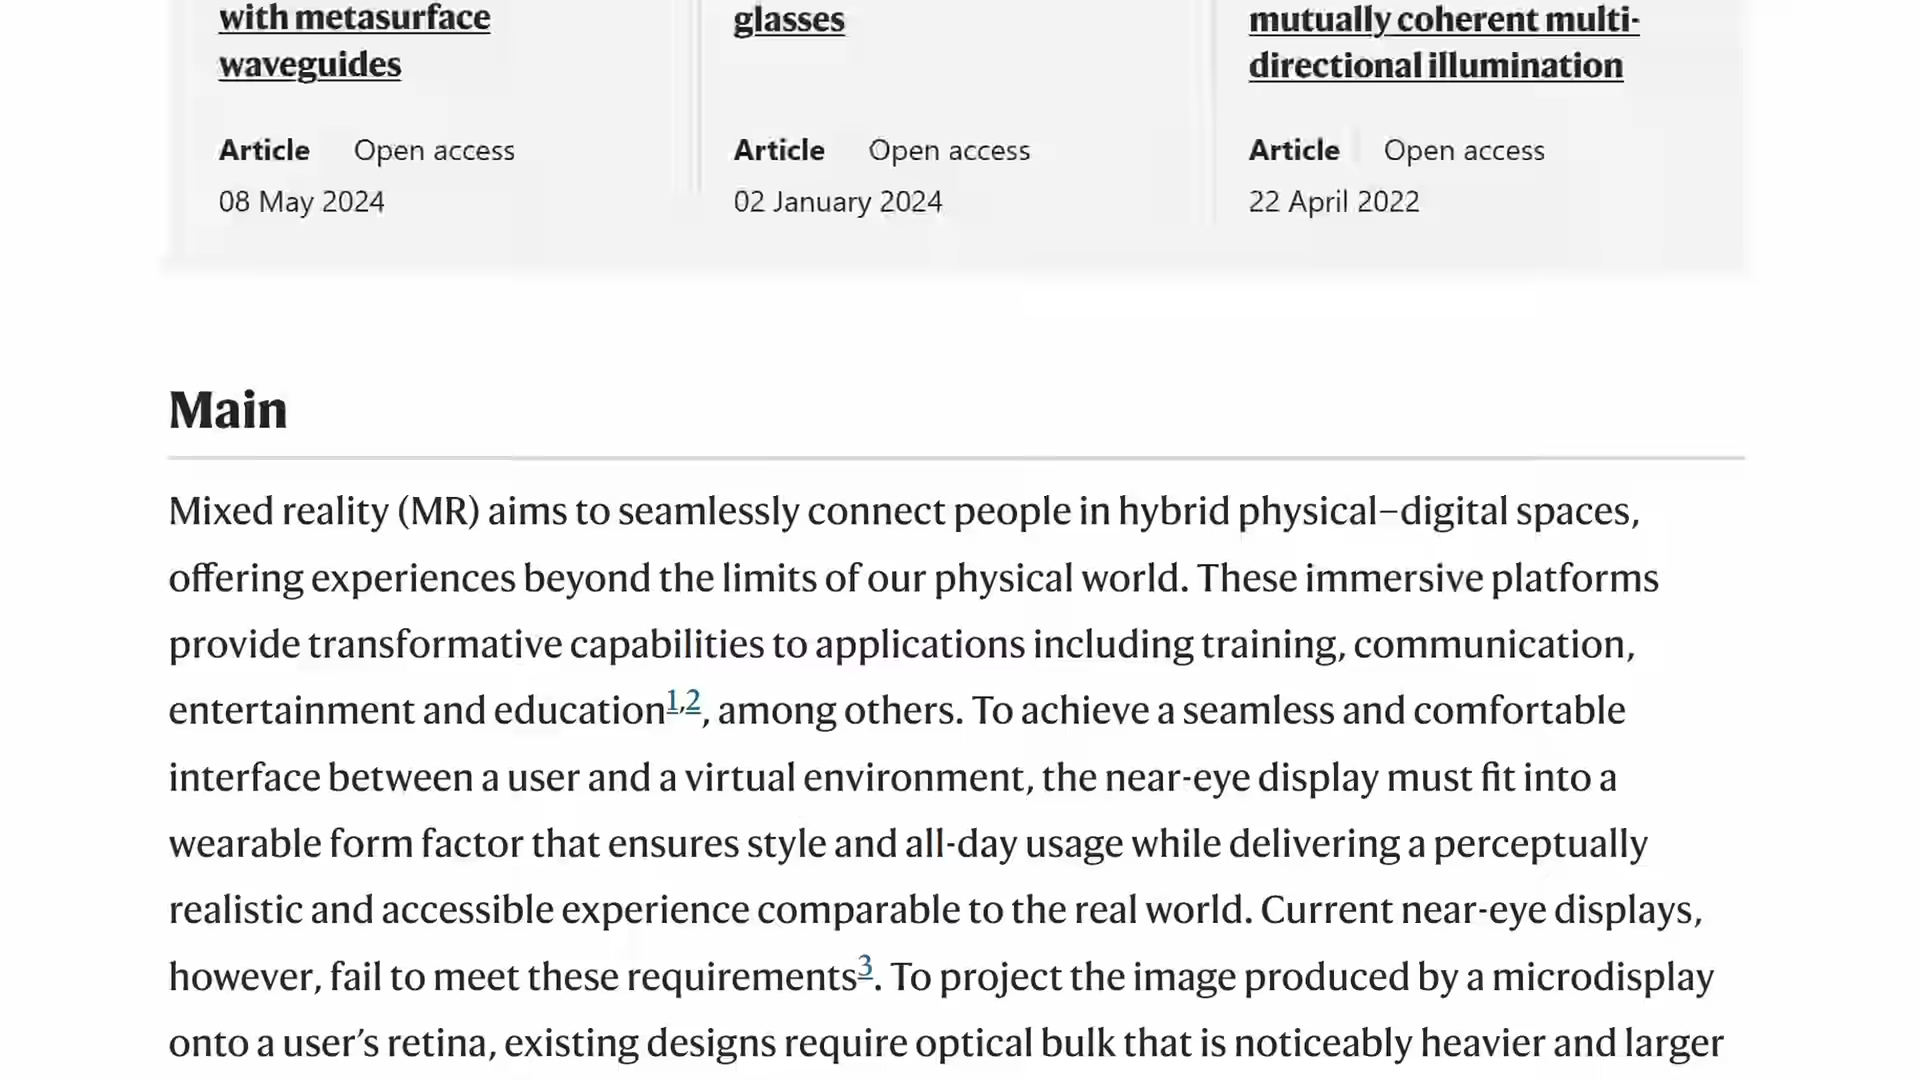 with metasurface
waveguides
Article Open access
08 May 2024
glasses
Article Open access
02 January 2024
mutually coherent multi-
directional illumination
Article Open access
22 April 2022
Main
Mixed reality (MR) aims to seamlessly connect people in hybrid physical–digital spaces,
offering experiences beyond the limits of our physical world. These immersive platforms
provide transformative capabilities to applications including training, communication,
entertainment and education1,2, among others. To achieve a seamless and comfortable
interface between a user and a virtual environment, the near-eye display must fit into a
wearable form factor that ensures style and all-day usage while delivering a perceptually
realistic and accessible experience comparable to the real world. Current near-eye displays,
however, fail to meet these requirements3. To project the image produced by a microdisplay
onto a user’s retina, existing designs require optical bulk that is noticeably heavier and larger